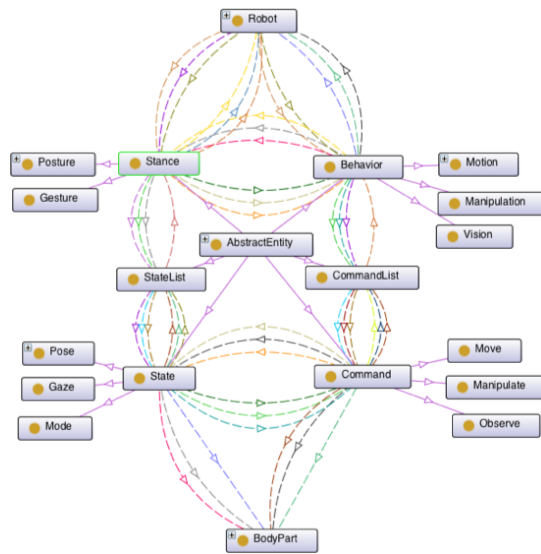 Robot
Posture
Stance
Behavior
Motion
Gesture
Manipulation
Vision
AbstractEntity
StateList
CommandList
Pose
State
Command
Move
Gaze
Manipulate
Mode
Observe
BodyPart